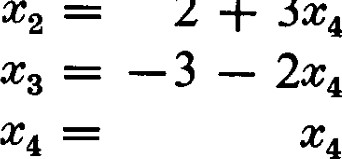 x₂ = 2 + 3x₄
x₃ = −3 − 2x₄
x₄ = x₄